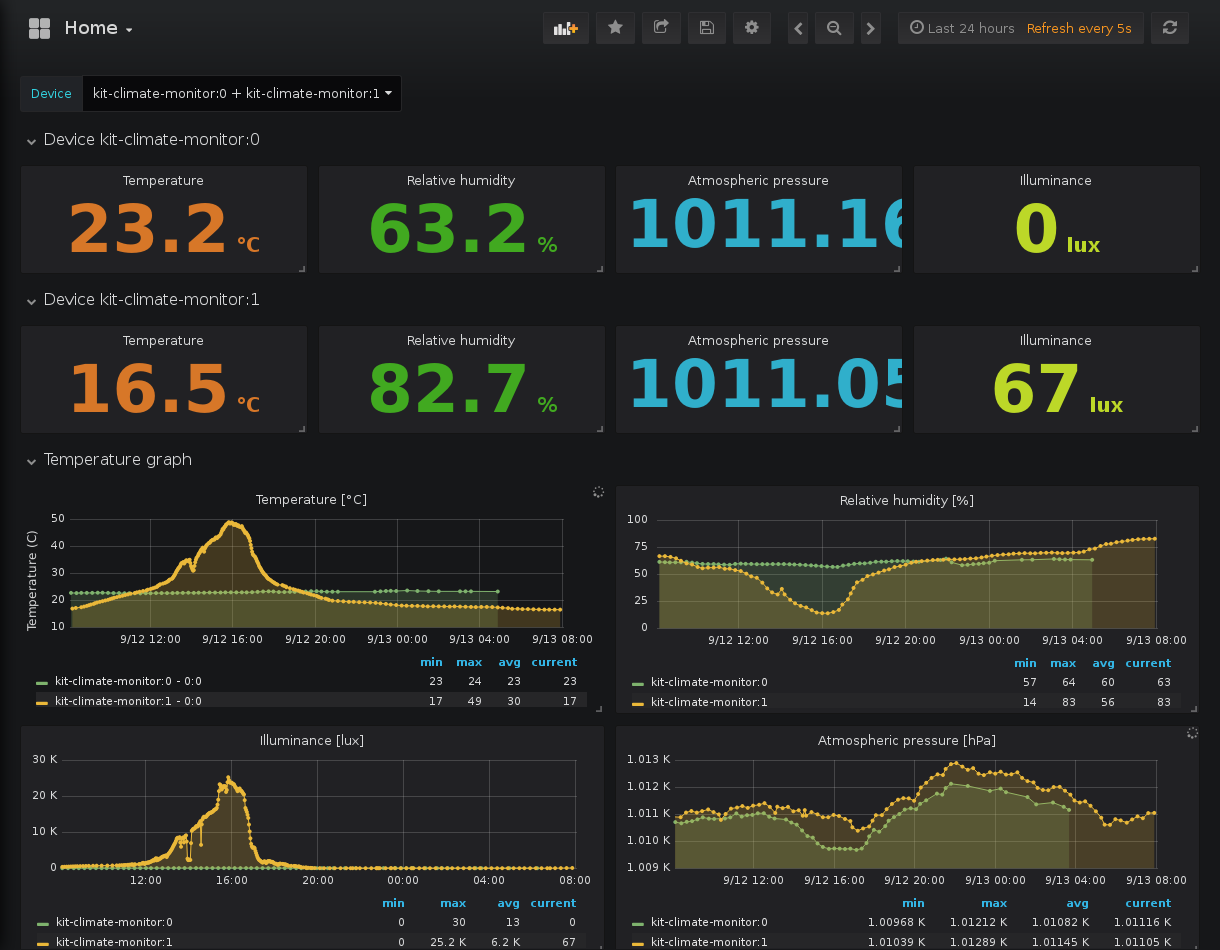 Home
Last 24 hours Refresh every 5s
Device kit-climate-monitor:0 + kit-climate-monitor:1
Device kit-climate-monitor:0
Temperature Relative humidity Atmospheric pressure Illuminance
23.2 °C 63.2 % 1011.16 0 lux
Device kit-climate-monitor:1
Temperature Relative humidity Atmospheric pressure Illuminance
16.5 °C 82.7 % 1011.05 67 lux
Temperature graph
Temperature [°C]
Temperature (C)
50
40
30
20
10
9/12 12:00 9/12 16:00 9/12 20:00 9/13 00:00 9/13 04:00 9/13 08:00
min max avg current
kit-climate-monitor:0 - 0:0 23 24 23 23
kit-climate-monitor:1 - 0:0 17 49 30 17
Relative humidity [%]
100
75
50
25
0
9/12 12:00 9/12 16:00 9/12 20:00 9/13 00:00 9/13 04:00 9/13 08:00
min max avg current
kit-climate-monitor:0 57 64 60 63
kit-climate-monitor:1 14 83 56 83
Illuminance [lux]
30 K
20 K
10 K
0
12:00 16:00 20:00 00:00 04:00 08:00
min max avg current
kit-climate-monitor:0 0 30 13 0
kit-climate-monitor:1 0 25.2 K 6.2 K 67
Atmospheric pressure [hPa]
1.013 K
1.012 K
1.011 K
1.010 K
1.009 K
9/12 12:00 9/12 16:00 9/12 20:00 9/13 00:00 9/13 04:00 9/13 08:00
min max avg current
kit-climate-monitor:0 1.00968 K 1.01212 K 1.01082 K 1.01116 K
kit-climate-monitor:1 1.01039 K 1.01289 K 1.01145 K 1.01105 K